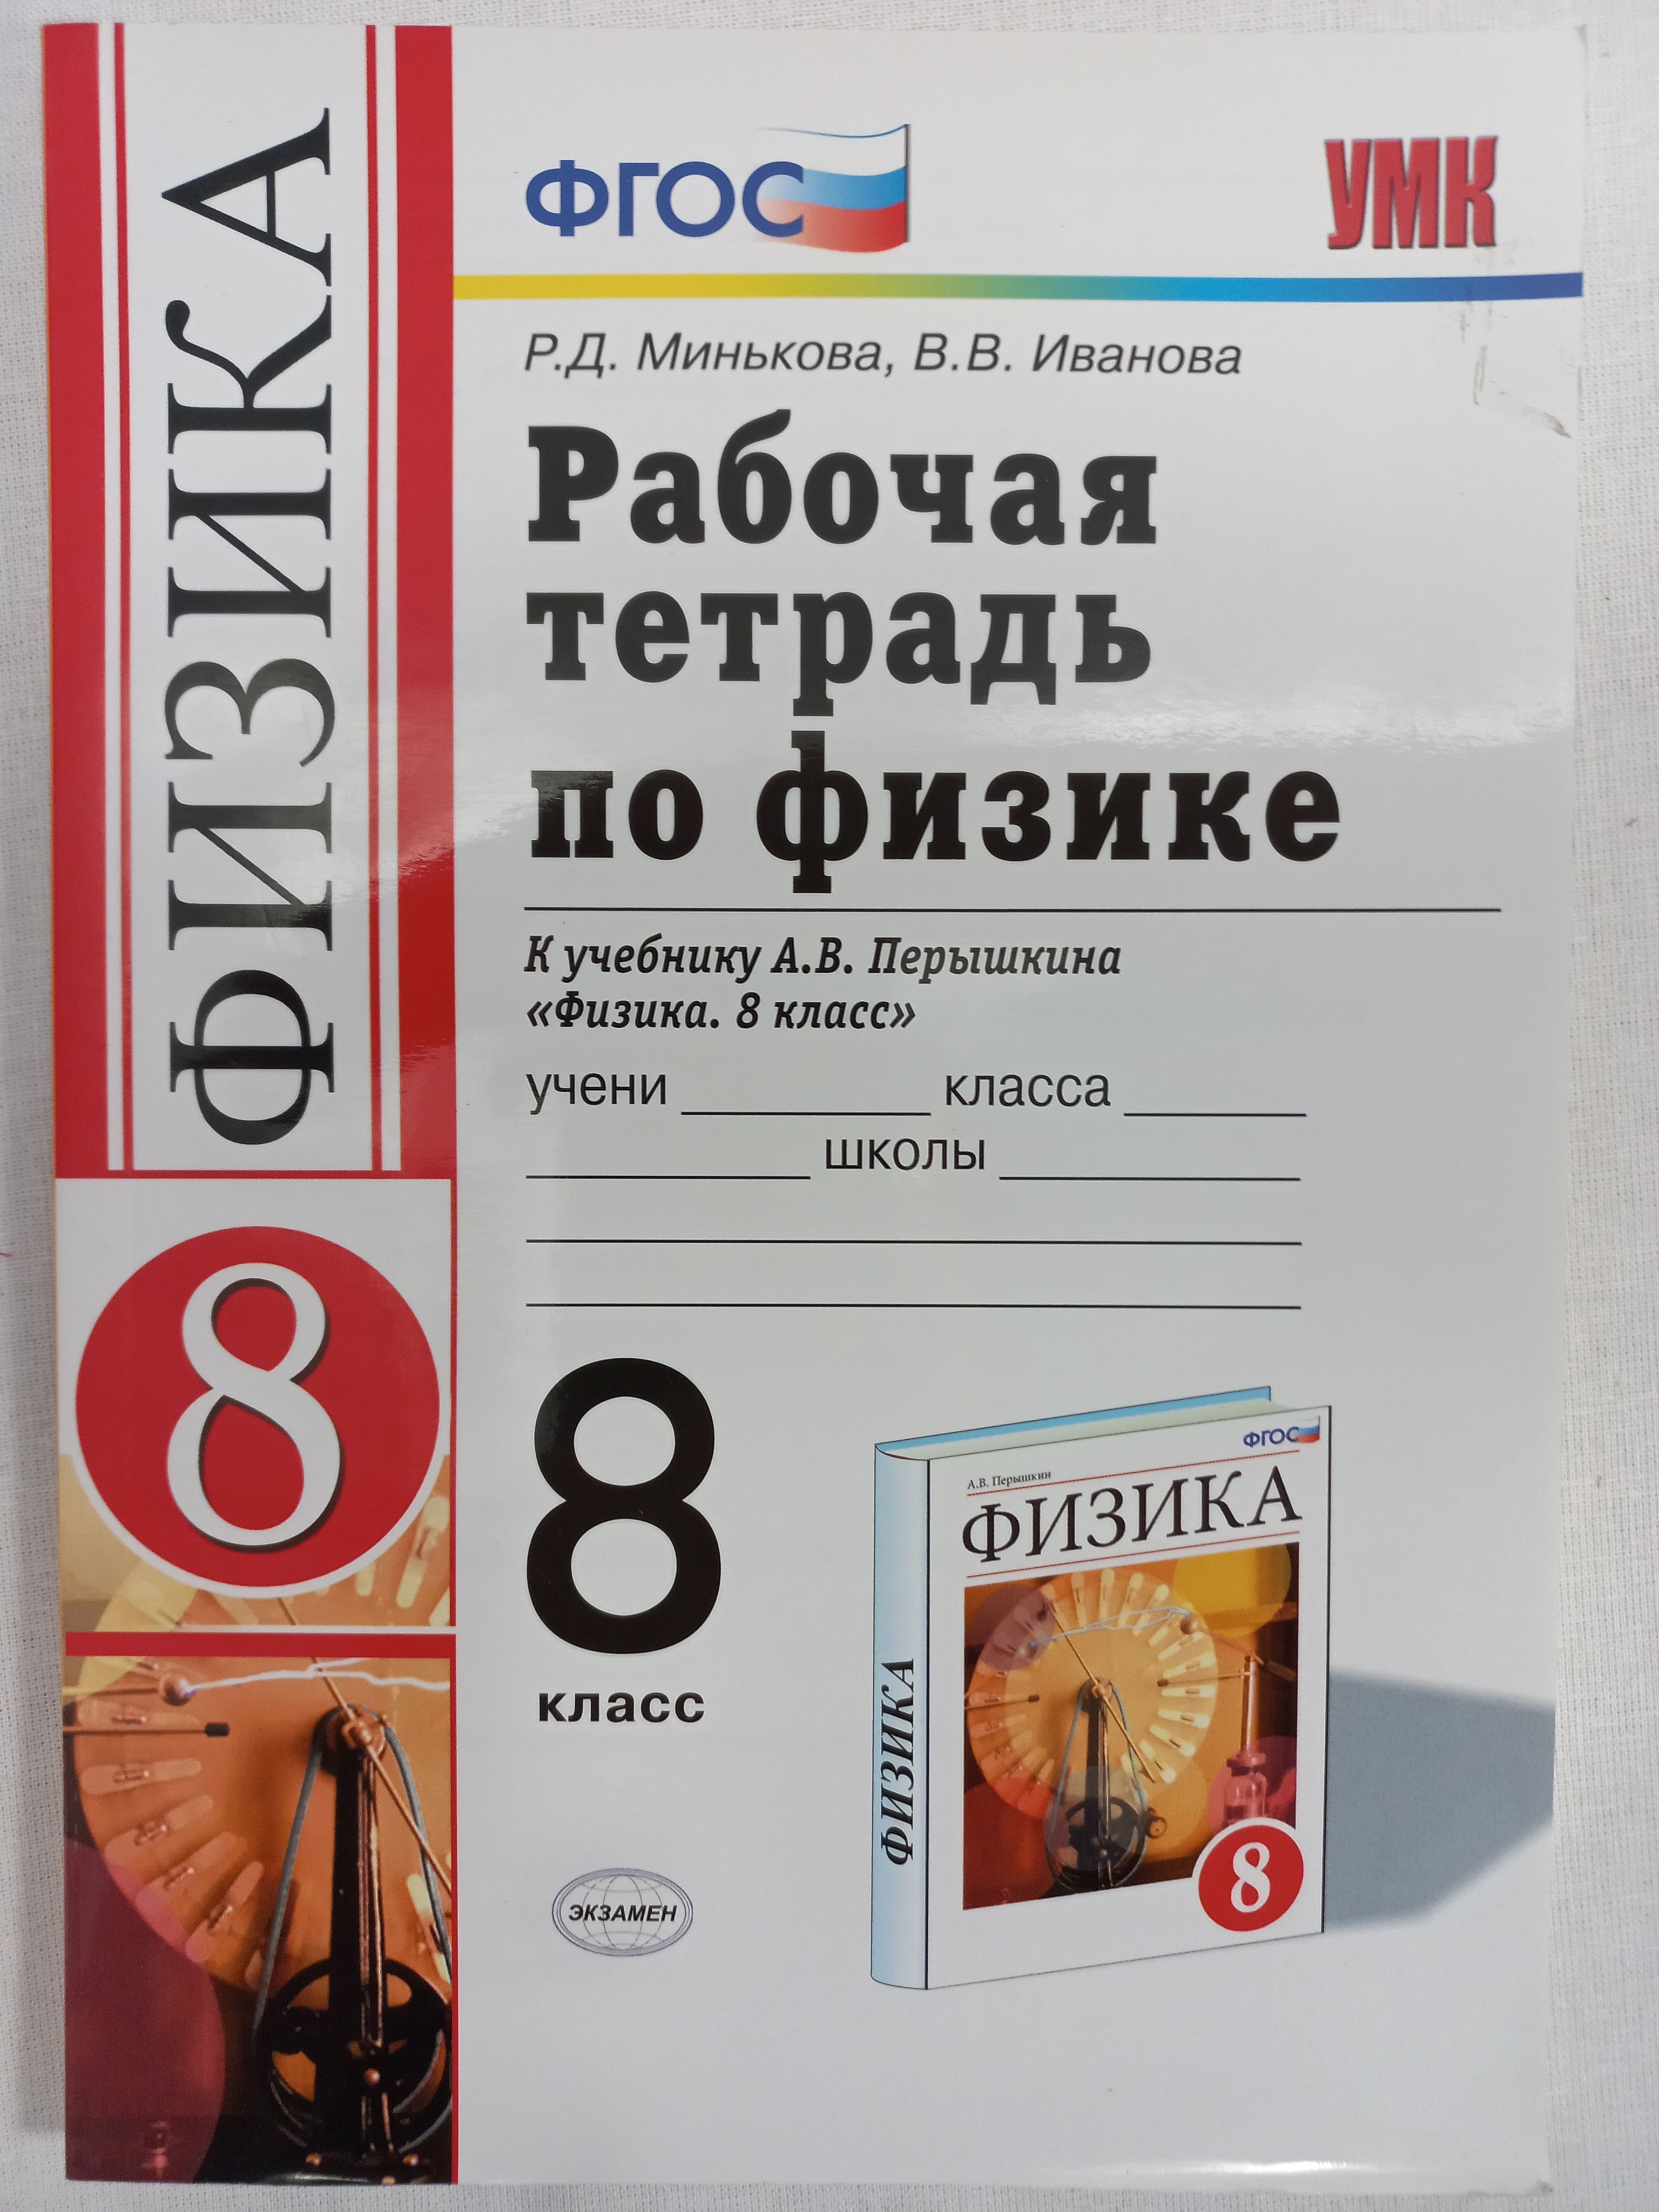 ФИЗИКА
8
ФГОС
УМК
Р.Д. Минькова, В.В. Иванова
Рабочая
тетрадь
по физике
К учебнику А.В. Перышкина
«Физика. 8 класс»
учени класса
школы
8
класс
ЭКЗАМЕН
ФГОС
А.В. Перышкин
ФИЗИКА
ФИЗИКА
8